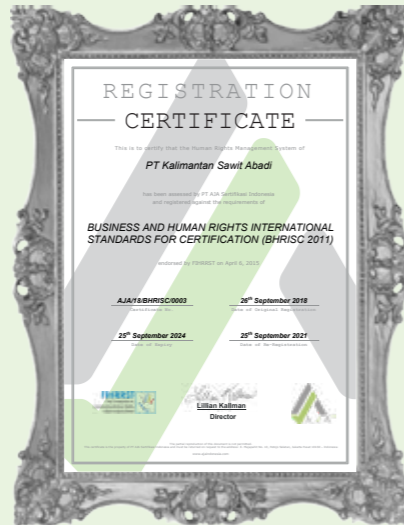 REGISTRATION
CERTIFICATE
This is to certify that the Human Rights Management System of
PT Kalimantan Sawit Abadi
has been assessed by PT AJA Sertifikasi Indonesia
and registered against the requirements of
BUSINESS AND HUMAN RIGHTS INTERNATIONAL
STANDARDS FOR CERTIFICATION (BHRISC 2011)
endorsed by FIHRRST on April 6, 2015
AJA/18/BHRISC/0003
Certificate No.
26th September 2018
Date of Original Registration
25th September 2024
Date of Expiry
25th September 2021
Date of Re-Registration
FIHRRST
Lillian Kallman
Director